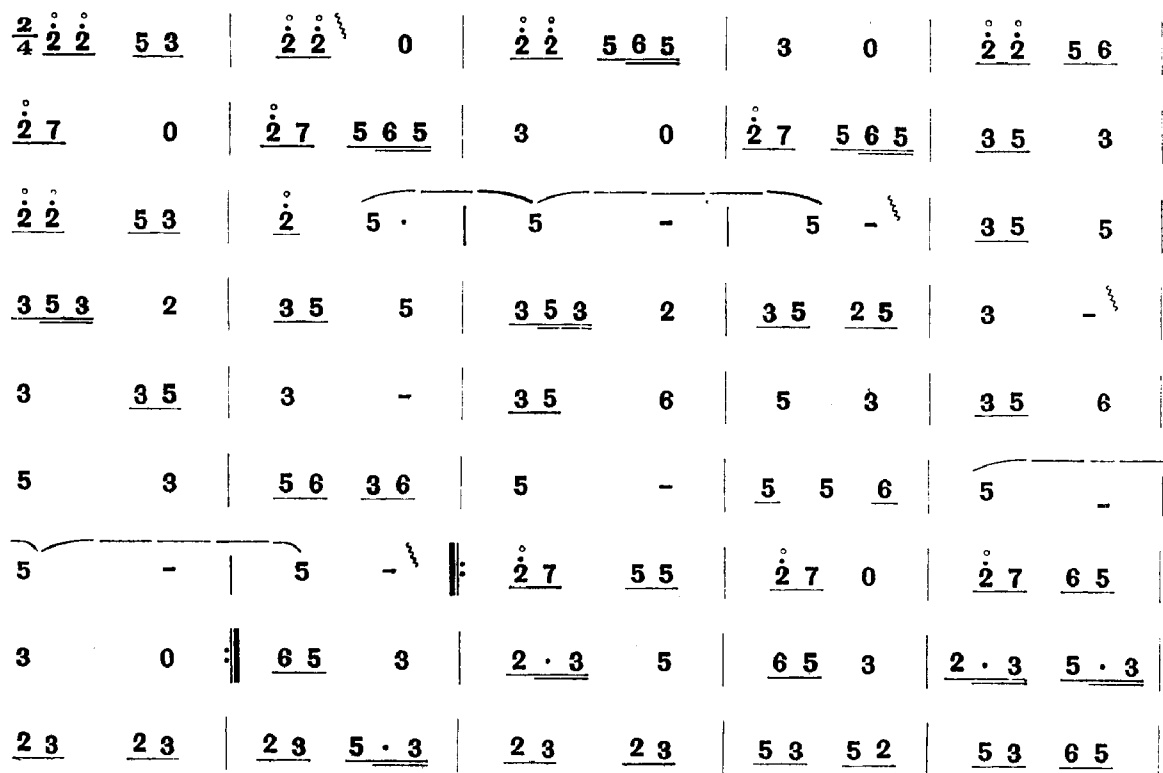 2/4 2̇ 2̇ 5 3 | 2̇ 2̇ 0 | 2̇ 2̇ 5 6 5 | 3 0 | 2̇ 2̇ 5 6 |
2̇ 7 0 | 2̇ 7 5 6 5 | 3 0 | 2̇ 7 5 6 5 | 3 5 3 |
2̇ 2̇ 5 3 | 2̇ 5 · | 5 - | 5 - | 3 5 5 |
3 5 3 2 | 3 5 5 | 3 5 3 2 | 3 5 2 5 | 3 - |
3 3 5 | 3 - | 3 5 6 | 5 3 | 3 5 6 |
5 3 | 5 6 3 6 | 5 - | 5 5 6 | 5 - |
5 - | 5 - ‖: 2̇ 7 5 5 | 2̇ 7 0 | 2̇ 7 6 5 |
3 0 :‖ 6 5 3 | 2 · 3 5 | 6 5 3 | 2 · 3 5 · 3 |
2 3 2 3 | 2 3 5 · 3 | 2 3 2 3 | 5 3 5 2 | 5 3 6 5 |